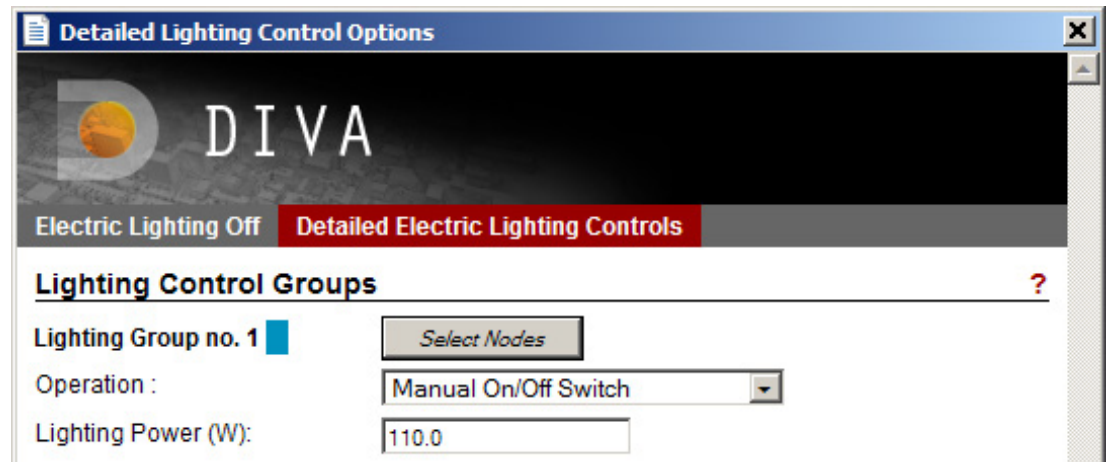 Detailed Lighting Control Options
DIVA
Electric Lighting Off Detailed Electric Lighting Controls
Lighting Control Groups ?
Lighting Group no. 1 Select Nodes
Operation : Manual On/Off Switch
Lighting Power (W): 110.0